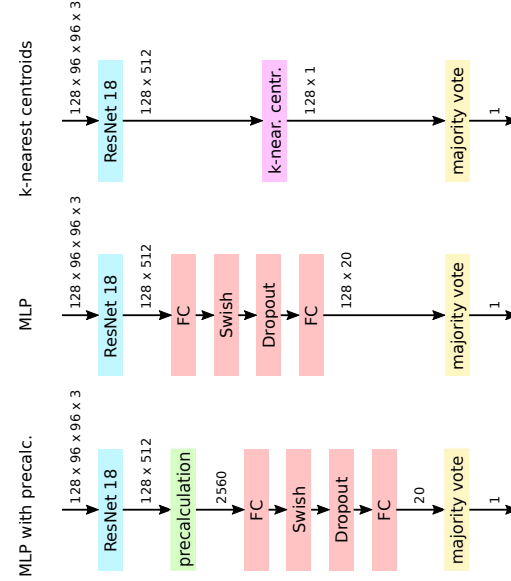 k-nearest centroids
128 x 96 x 96 x 3
ResNet 18
128 x 512
k-near. centr.
128 x 1
majority vote
1
MLP
128 x 96 x 96 x 3
ResNet 18
128 x 512
FC
Swish
Dropout
FC
128 x 20
majority vote
1
MLP with precalc.
128 x 96 x 96 x 3
ResNet 18
128 x 512
precalculation
2560
FC
Swish
Dropout
FC
20
majority vote
1